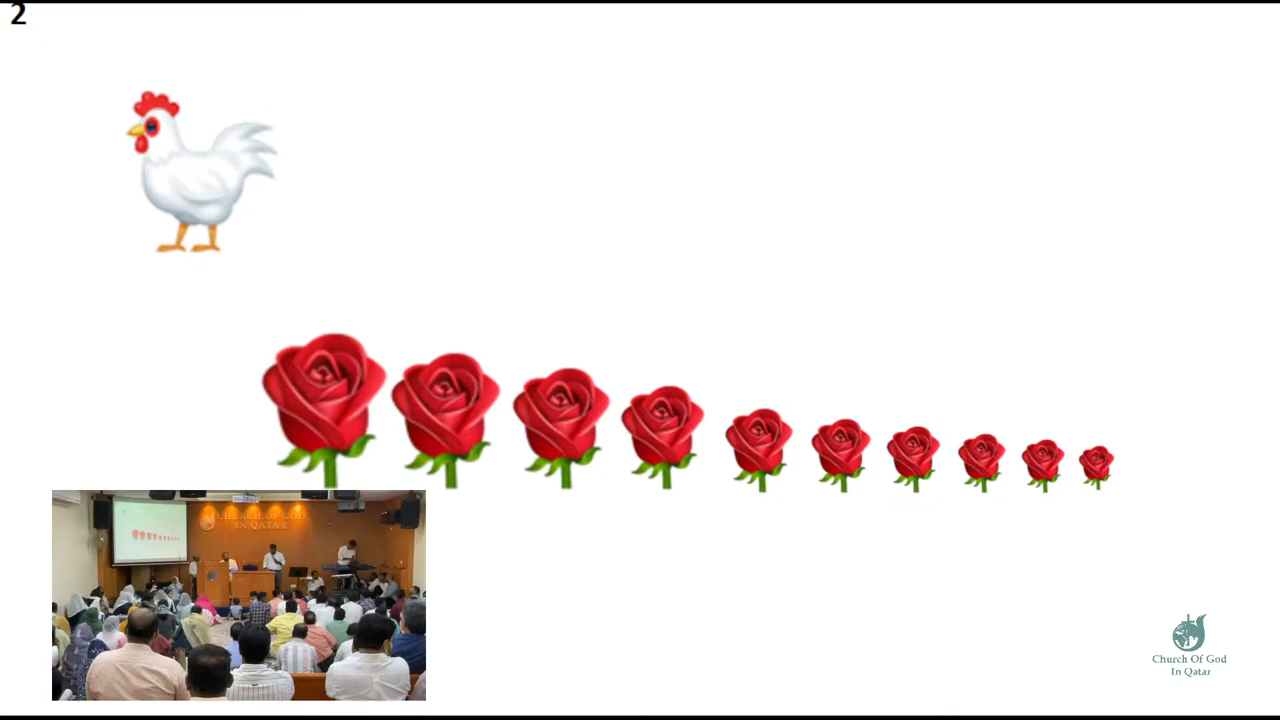 2
CHURCH OF GOD
IN QATAR
Church Of God
In Qatar